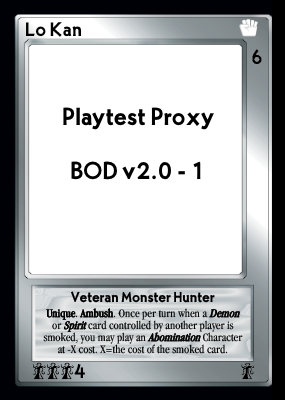 Lo Kan
6
Playtest Proxy
BOD v2.0 - 1
Veteran Monster Hunter
Unique. Ambush. Once per turn when a Demon
or Spirit card controlled by another player is
smoked, you may play an Abomination Character
at -X cost. X=the cost of the smoked card.
4